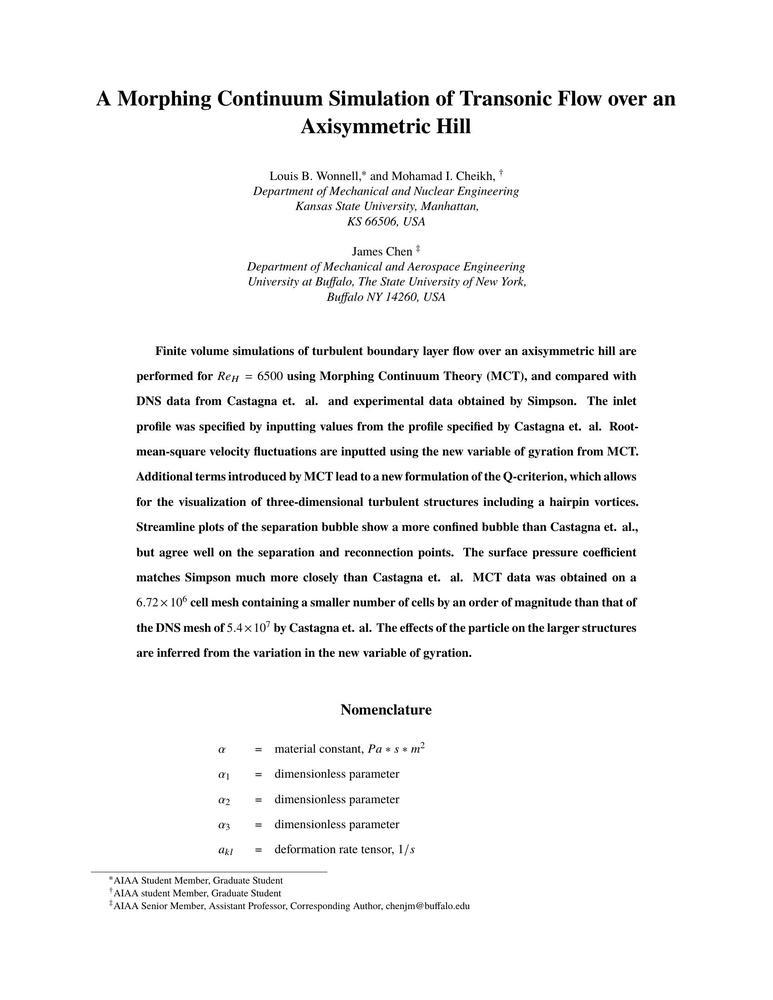 A Morphing Continuum Simulation of Transonic Flow over an
Axisymmetric Hill
Louis B. Wonnell,* and Mohamad I. Cheikh, †
Department of Mechanical and Nuclear Engineering
Kansas State University, Manhattan,
KS 66506, USA
James Chen ‡
Department of Mechanical and Aerospace Engineering
University at Buffalo, The State University of New York,
Buffalo NY 14260, USA
Finite volume simulations of turbulent boundary layer flow over an axisymmetric hill are
performed for Re_H = 6500 using Morphing Continuum Theory (MCT), and compared with
DNS data from Castagna et. al. and experimental data obtained by Simpson. The inlet
profile was specified by inputting values from the profile specified by Castagna et. al. Root-
mean-square velocity fluctuations are inputted using the new variable of gyration from MCT.
Additional terms introduced by MCT lead to a new formulation of the Q-criterion, which allows
for the visualization of three-dimensional turbulent structures including a hairpin vortices.
Streamline plots of the separation bubble show a more confined bubble than Castagna et. al.,
but agree well on the separation and reconnection points. The surface pressure coefficient
matches Simpson much more closely than Castagna et. al. MCT data was obtained on a
6.72 × 10⁶ cell mesh containing a smaller number of cells by an order of magnitude than that of
the DNS mesh of 5.4 × 10⁷ by Castagna et. al. The effects of the particle on the larger structures
are inferred from the variation in the new variable of gyration.
Nomenclature
α = material constant, Pa ∗ s ∗ m²
α₁ = dimensionless parameter
α₂ = dimensionless parameter
α₃ = dimensionless parameter
a_kl = deformation rate tensor, 1/s
*AIAA Student Member, Graduate Student
†AIAA student Member, Graduate Student
‡AIAA Senior Member, Assistant Professor, Corresponding Author, chenjm@buffalo.edu